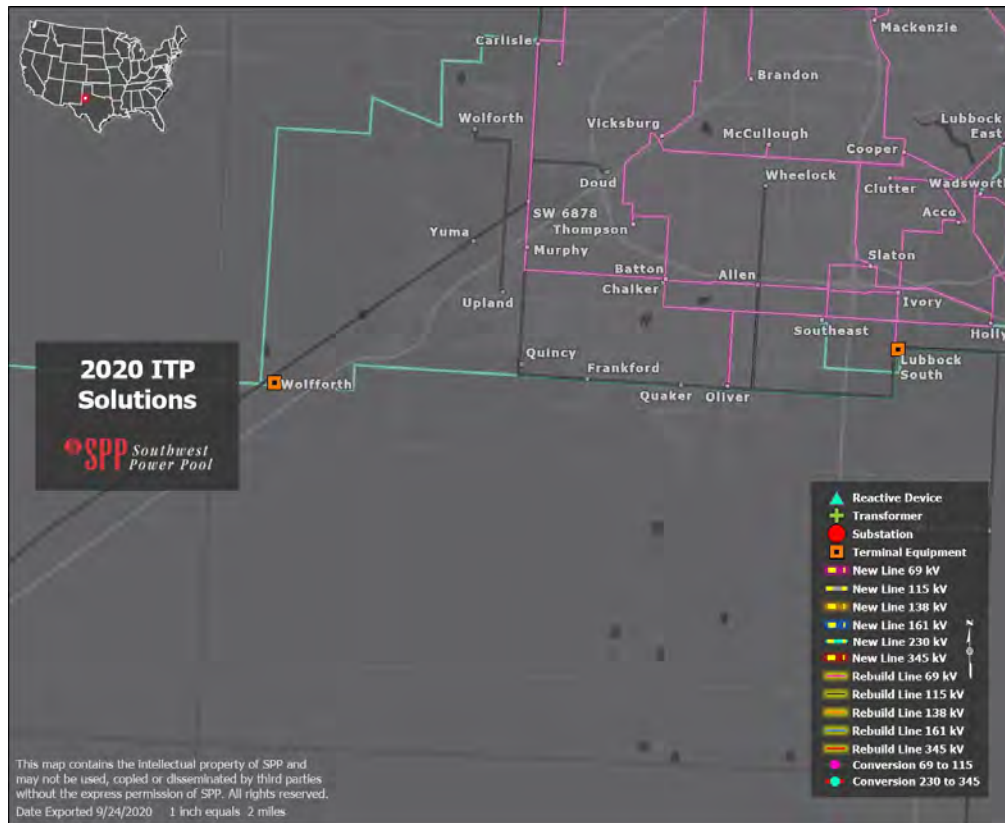 Carlisle
Mackenzie
Brandon
Wolforth
Vicksburg
McCullough
Lubbock
East
Cooper
Doud
Wheelock
Clutter
Wadsworth
SW 6878
Acco
Yuma
Thompson
Murphy
Slaton
Batton
Allen
Chalker
Upland
Ivory
Southeast
Holly
Quincy
Lubbock
South
Frankford
Wolfforth
Quaker
Oliver
2020 ITP
Solutions
SPP Southwest
Power Pool
Reactive Device
Transformer
Substation
Terminal Equipment
New Line 69 kV
New Line 115 kV
New Line 138 kV
New Line 161 kV
New Line 230 kV
New Line 345 kV
Rebuild Line 69 kV
Rebuild Line 115 kV
Rebuild Line 138 kV
Rebuild Line 161 kV
Rebuild Line 345 kV
Conversion 69 to 115
Conversion 230 to 345
N
This map contains the intellectual property of SPP and
may not be used, copied or disseminated by third parties
without the express permission of SPP. All rights reserved.
Date Exported 9/24/2020 1 inch equals 2 miles